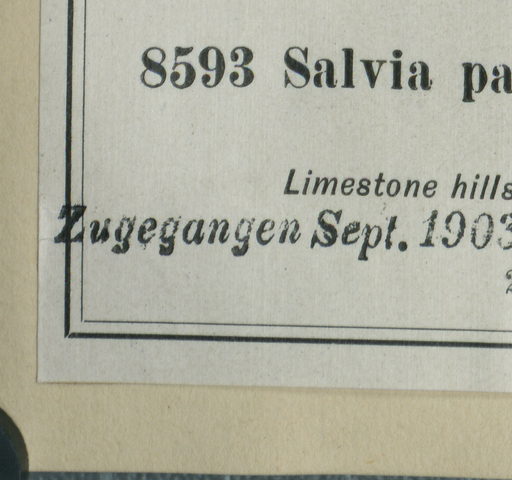 8593 Salvia pa
Limestone hills
Zugegangen Sept. 1903